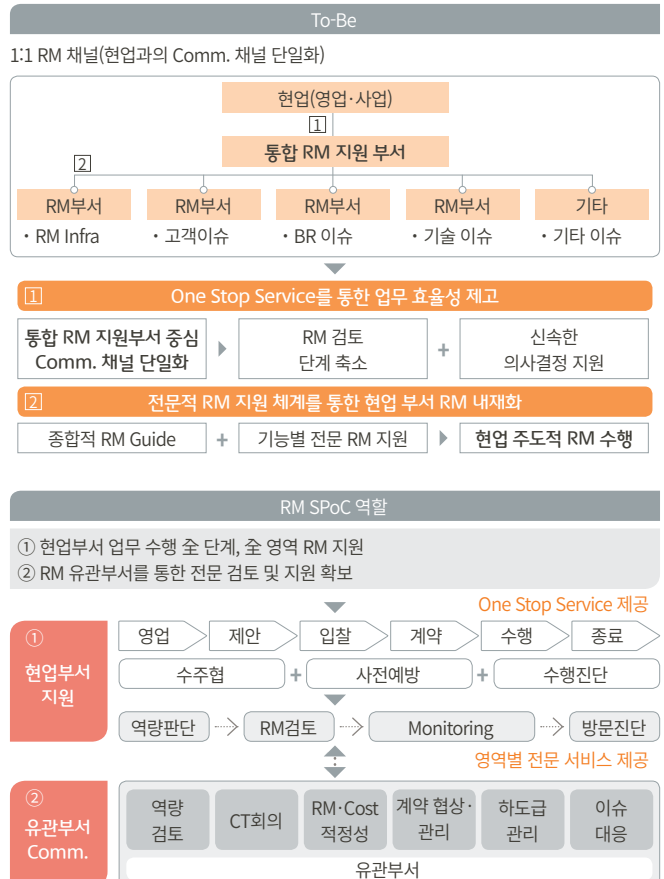 To-Be
1:1 RM 채널(현업과의 Comm. 채널 단일화)
현업(영업·사업)
1
통합 RM 지원 부서
2
RM부서 RM부서 RM부서 RM부서 기타
· RM Infra · 고객이슈 · BR 이슈 · 기술 이슈 · 기타 이슈
1 One Stop Service를 통한 업무 효율성 제고
통합 RM 지원부서 중심 RM 검토 신속한
Comm. 채널 단일화 단계 축소 + 의사결정 지원
2 전문적 RM 지원 체계를 통한 현업 부서 RM 내재화
종합적 RM Guide + 기능별 전문 RM 지원 현업 주도적 RM 수행
RM SPoC 역할
① 현업부서 업무 수행 全 단계, 全 영역 RM 지원
② RM 유관부서를 통한 전문 검토 및 지원 확보
One Stop Service 제공
①
현업부서
지원
영업 제안 입찰 계약 수행 종료
수주협 + 사전예방 + 수행진단
역량판단 RM검토 Monitoring 방문진단
영역별 전문 서비스 제공
②
유관부서
Comm.
역량 CT회의 RM·Cost 계약 협상· 하도급 이슈
검토 적정성 관리 관리 대응
유관부서